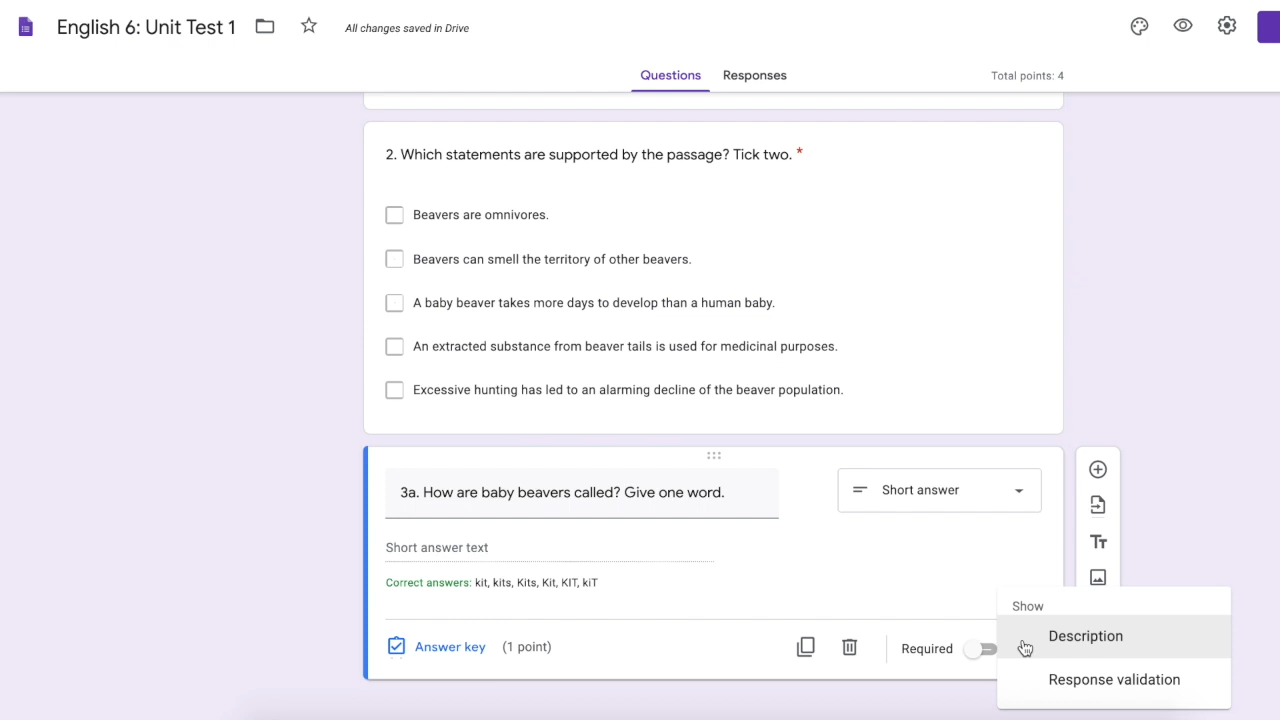 English 6: Unit Test 1
All changes saved in Drive
Questions
Responses
Total points: 4
2. Which statements are supported by the passage? Tick two. *
Beavers are omnivores.
Beavers can smell the territory of other beavers.
A baby beaver takes more days to develop than a human baby.
An extracted substance from beaver tails is used for medicinal purposes.
Excessive hunting has led to an alarming decline of the beaver population.
3a. How are baby beavers called? Give one word.
Short answer
Short answer text
Correct answers: kit, kits, Kits, Kit, KIT, kiT
Tt
Show
Description
Answer key (1 point)
Required
Response validation